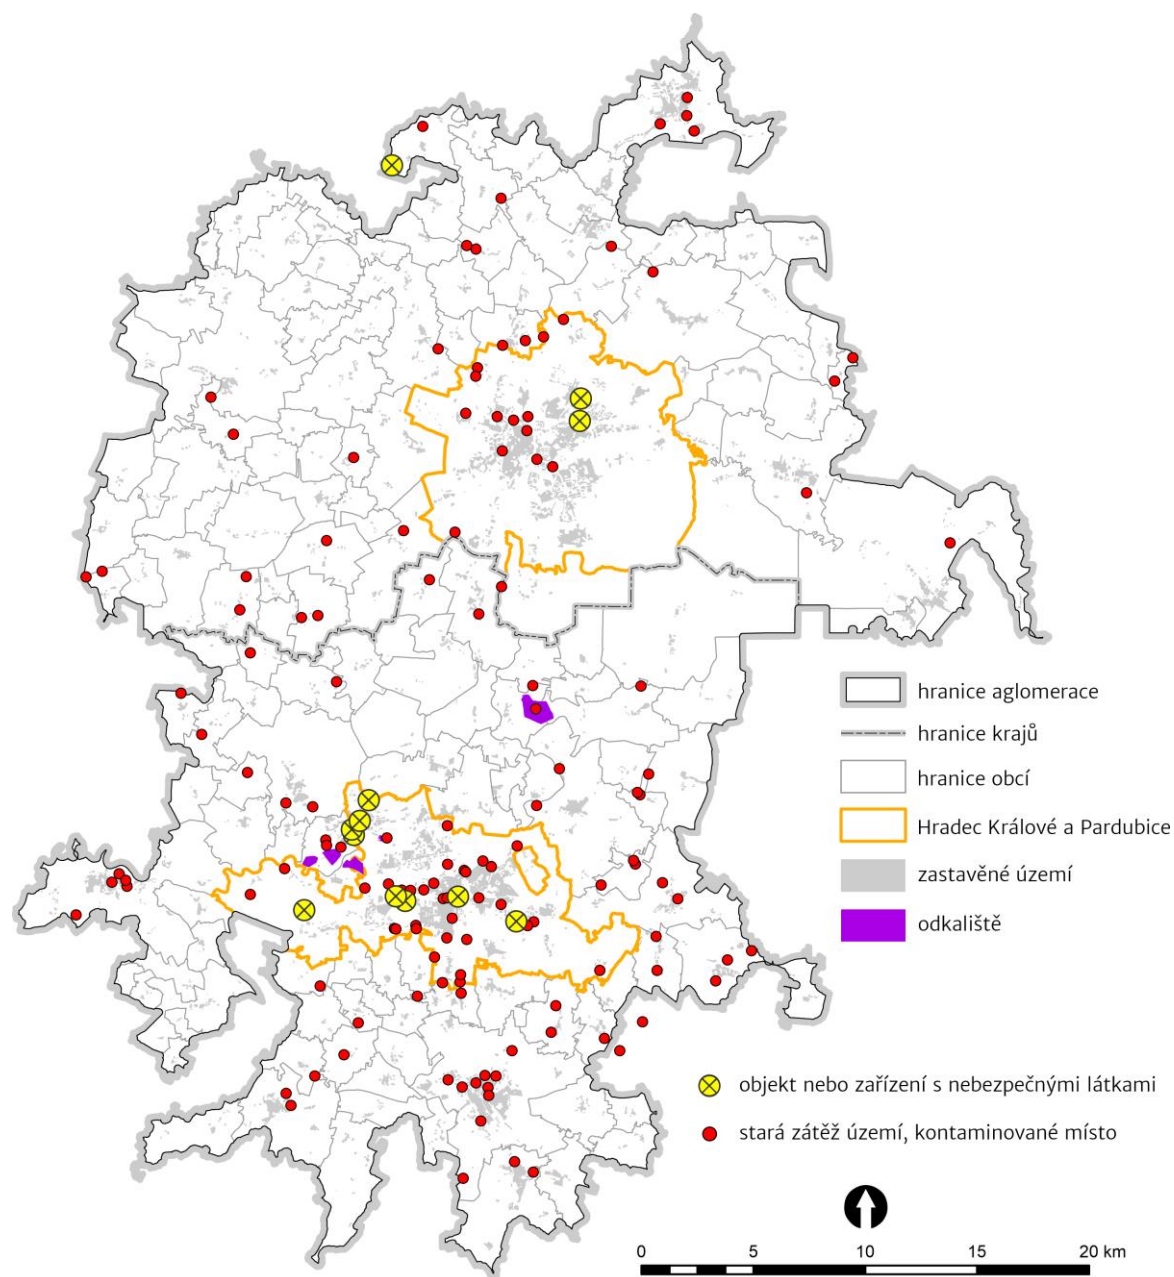 hranice aglomerace
hranice krajů
hranice obcí
Hradec Králové a Pardubice
zastavěné území
odkaliště
objekt nebo zařízení s nebezpečnými látkami
stará zátěž území, kontaminované místo
0 5 10 15 20 km